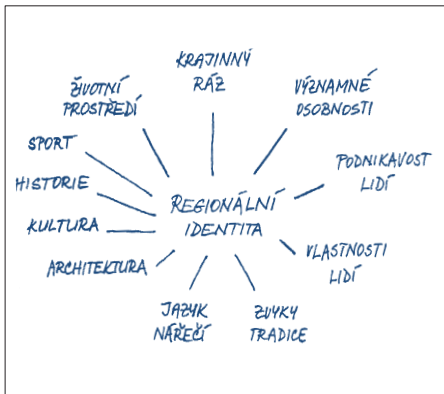 KRAJINNÝ
RÁZ
ŽIVOTNÍ
PROSTŘEDÍ
VÝZNAMNÉ
OSOBNOSTI
SPORT
PODNIKAVOST
LIDÍ
HISTORIE
REGIONÁLNÍ
IDENTITA
KULTURA
VLASTNOSTI
LIDÍ
ARCHITEKTURA
JAZYK
NÁŘEČÍ
ZVYKY
TRADICE